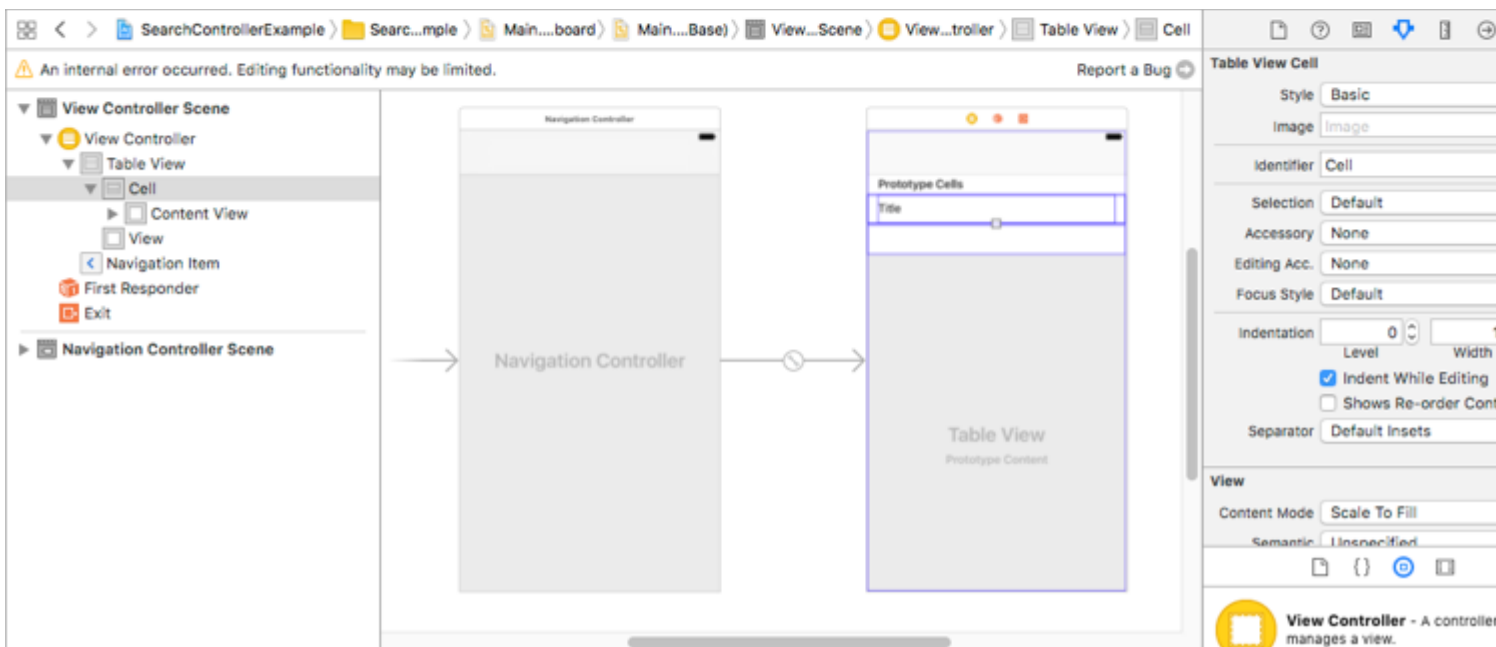 SearchControllerExample Searc...mple Main....board Main....Base) View...Scene View...troller Table View Cell
An internal error occurred. Editing functionality may be limited. Report a Bug
View Controller Scene
View Controller
Table View
Cell
Content View
View
Navigation Item
First Responder
Exit
Navigation Controller Scene
Navigation Controller
Navigation Controller
Prototype Cells
Title
Table View
Prototype Content
Table View Cell
Style Basic
Image Image
Identifier Cell
Selection Default
Accessory None
Editing Acc. None
Focus Style Default
Indentation 0 1
Level Width
Indent While Editing
Shows Re-order Cont
Separator Default Insets
View
Content Mode Scale To Fill
Semantic Unspecified
{}
View Controller - A controller
manages a view.